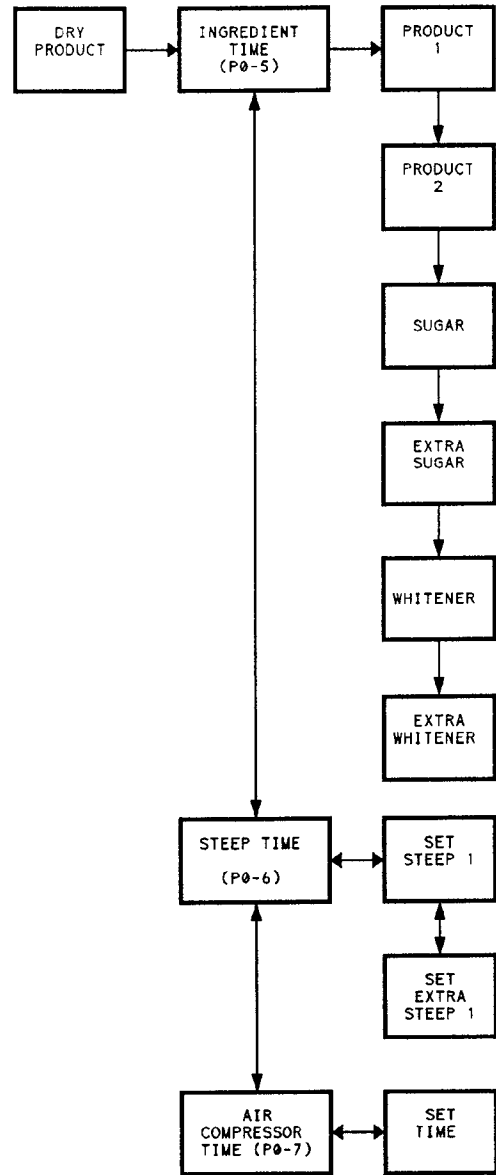 DRY
PRODUCT
INGREDIENT
TIME
(P0-5)
PRODUCT
1
PRODUCT
2
SUGAR
EXTRA
SUGAR
WHITENER
EXTRA
WHITENER
STEEP TIME
(P0-6)
SET
STEEP 1
SET
EXTRA
STEEP 1
AIR
COMPRESSOR
TIME (P0-7)
SET
TIME